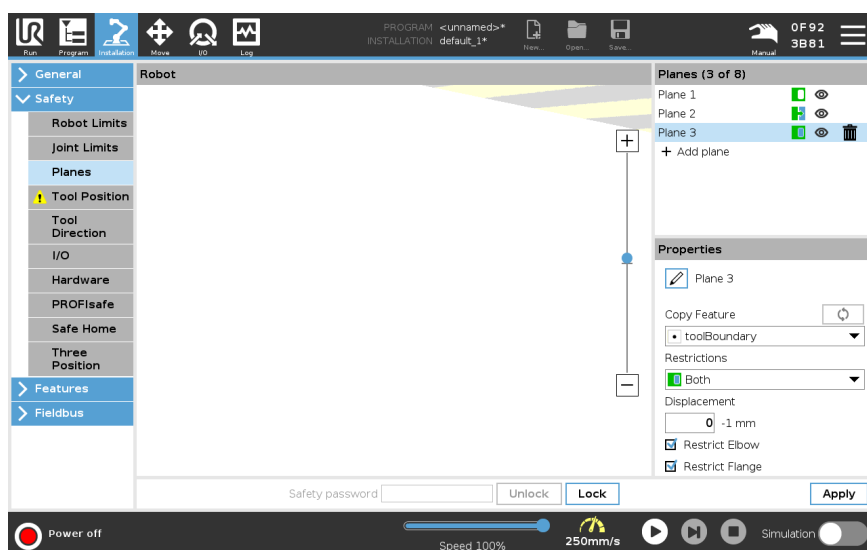 PROGRAM <unnamed>*
INSTALLATION default_1*
Run Program Installation Move I/O Log
New... Open... Save...
Manual
0F92
3B81
General
Safety
Robot Limits
Joint Limits
Planes
Tool Position
Tool
Direction
I/O
Hardware
PROFIsafe
Safe Home
Three
Position
Features
Fieldbus
Robot
Planes (3 of 8)
Plane 1
Plane 2
Plane 3
+ Add plane
Properties
Plane 3
Copy Feature
toolBoundary
Restrictions
Both
Displacement
0 -1 mm
Restrict Elbow
Restrict Flange
Safety password
Unlock
Lock
Apply
Power off
Speed 100%
250mm/s
Simulation